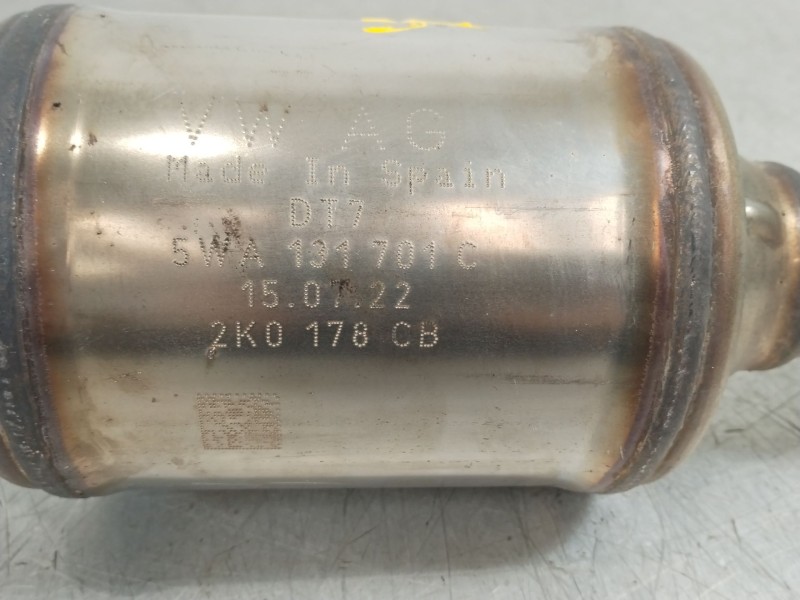 VW AG
Made In Spain
DT7
5WA 131 701 C
15.07.22
2K0 178 CB